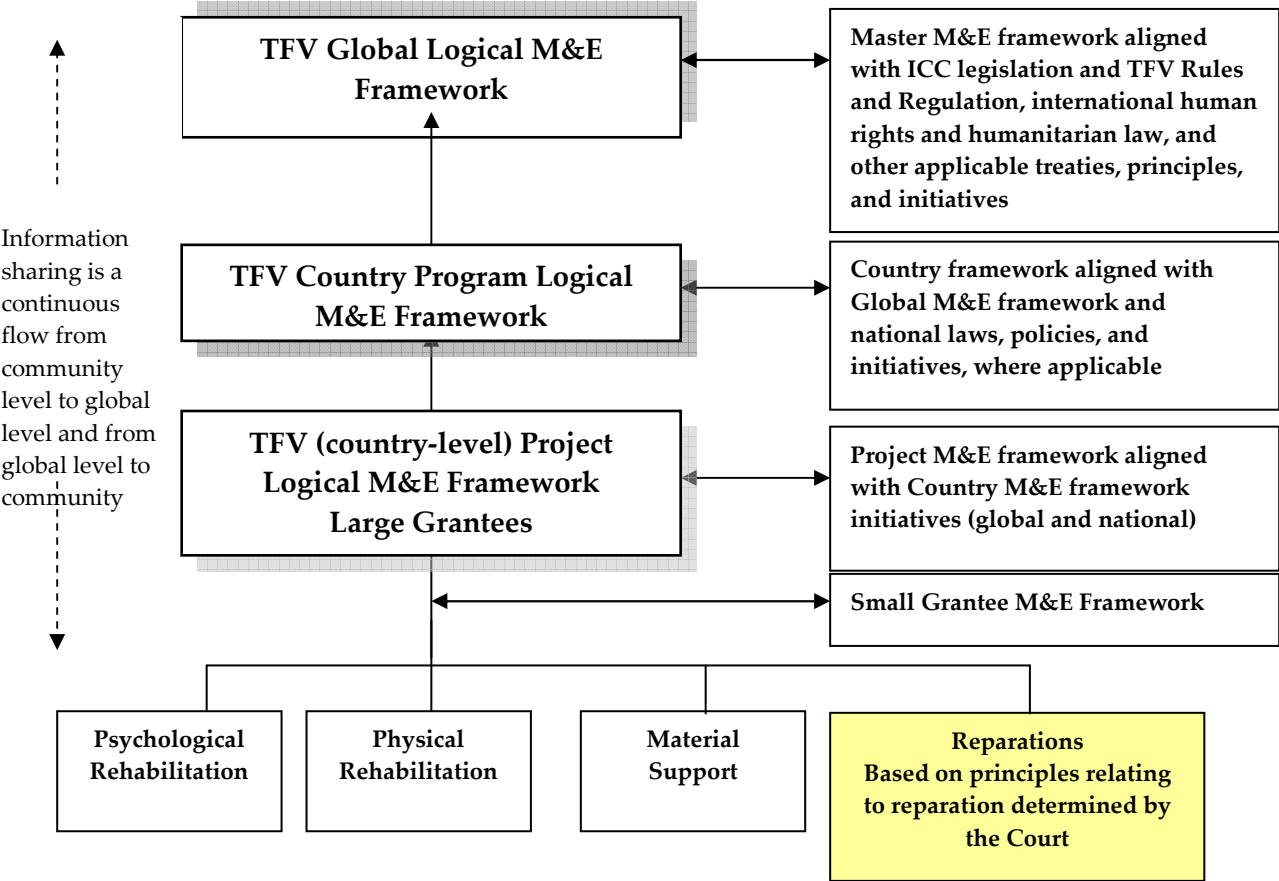 TFV Global Logical M&E
Framework
Master M&E framework aligned
with ICC legislation and TFV Rules
and Regulation, international human
rights and humanitarian law, and
other applicable treaties, principles,
and initiatives
Information
sharing is a
continuous
flow from
community
level to global
level and from
global level to
community
TFV Country Program Logical
M&E Framework
Country framework aligned with
Global M&E framework and
national laws, policies, and
initiatives, where applicable
TFV (country-level) Project
Logical M&E Framework
Large Grantees
Project M&E framework aligned
with Country M&E framework
initiatives (global and national)
Small Grantee M&E Framework
Psychological
Rehabilitation
Physical
Rehabilitation
Material
Support
Reparations
Based on principles relating
to reparation determined by
the Court